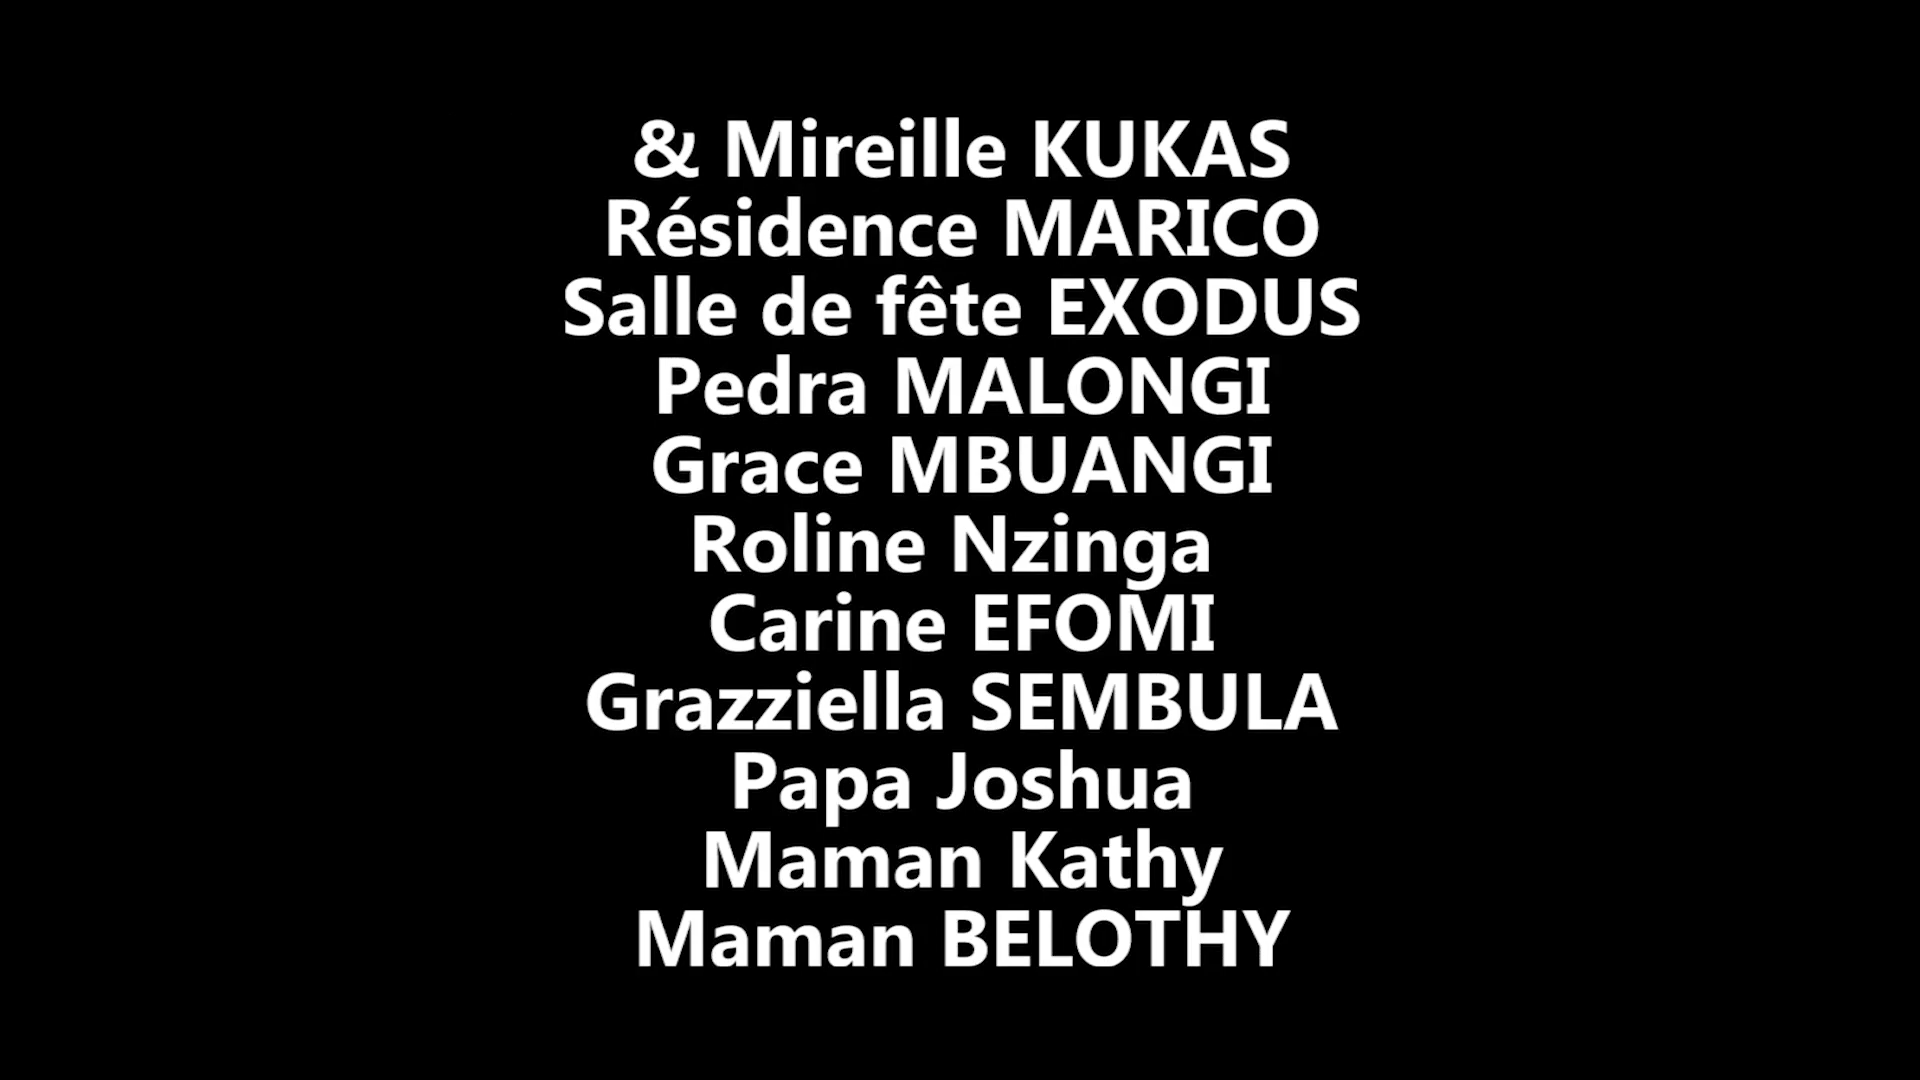 & Mireille KUKAS
Résidence MARICO
Salle de fête EXODUS
Pedra MALONGI
Grace MBUANGI
Roline Nzinga
Carine EFOMI
Grazziella SEMBULA
Papa Joshua
Maman Kathy
Maman BELOTHY